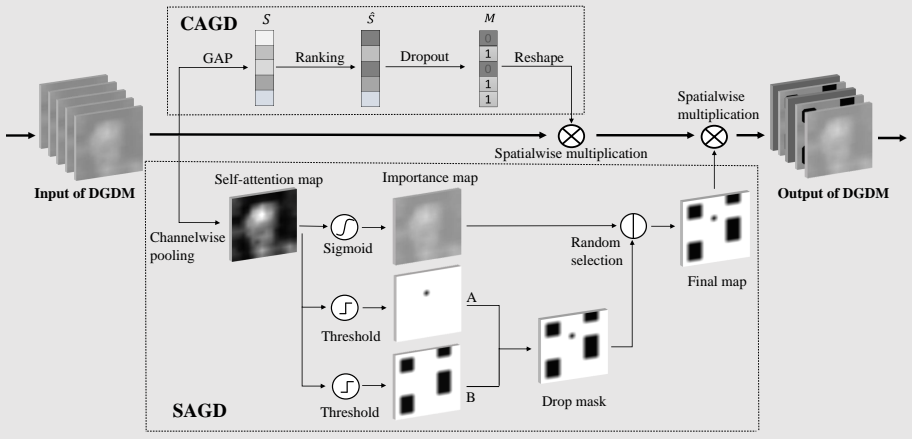 CAGD
S
Ŝ
M
GAP
Ranking
Dropout
Reshape
0
1
0
1
1
Spatialwise
multiplication
Spatialwise multiplication
Input of DGDM
Output of DGDM
Self-attention map
Importance map
Channelwise
pooling
Sigmoid
Random
selection
Final map
A
Threshold
B
Threshold
Drop mask
SAGD